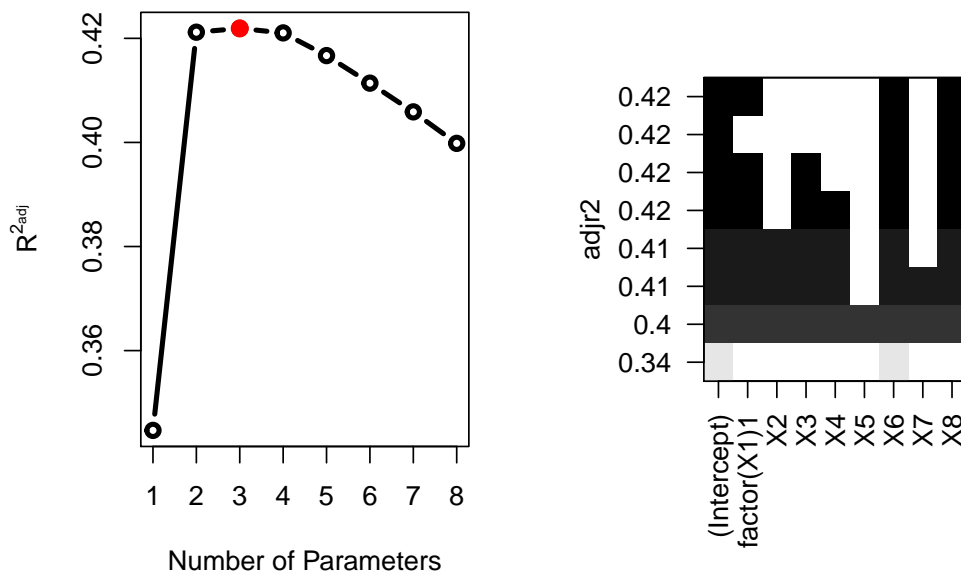 R²adj
0.42
0.40
0.38
0.36
1 2 3 4 5 6 7 8
Number of Parameters
adjr2
0.42
0.42
0.42
0.42
0.41
0.41
0.4
0.34
(Intercept)
factor(X1)1
X2
X3
X4
X5
X6
X7
X8